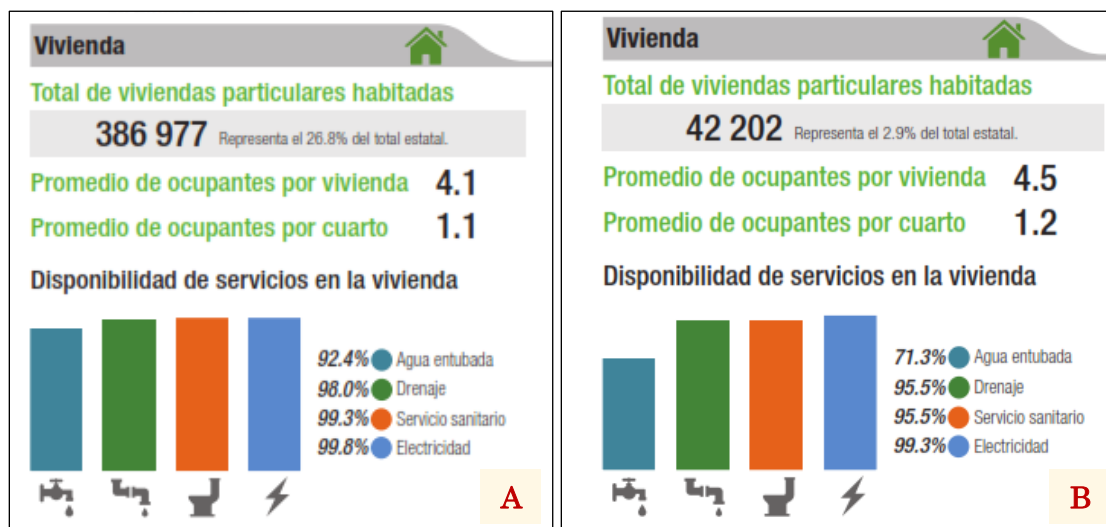 Vivienda
Total de viviendas particulares habitadas
386 977 Representa el 26.8% del total estatal.
Promedio de ocupantes por vivienda 4.1
Promedio de ocupantes por cuarto 1.1
Disponibilidad de servicios en la vivienda
92.4% Agua entubada
98.0% Drenaje
99.3% Servicio sanitario
99.8% Electricidad
A
Vivienda
Total de viviendas particulares habitadas
42 202 Representa el 2.9% del total estatal.
Promedio de ocupantes por vivienda 4.5
Promedio de ocupantes por cuarto 1.2
Disponibilidad de servicios en la vivienda
71.3% Agua entubada
95.5% Drenaje
95.5% Servicio sanitario
99.3% Electricidad
B